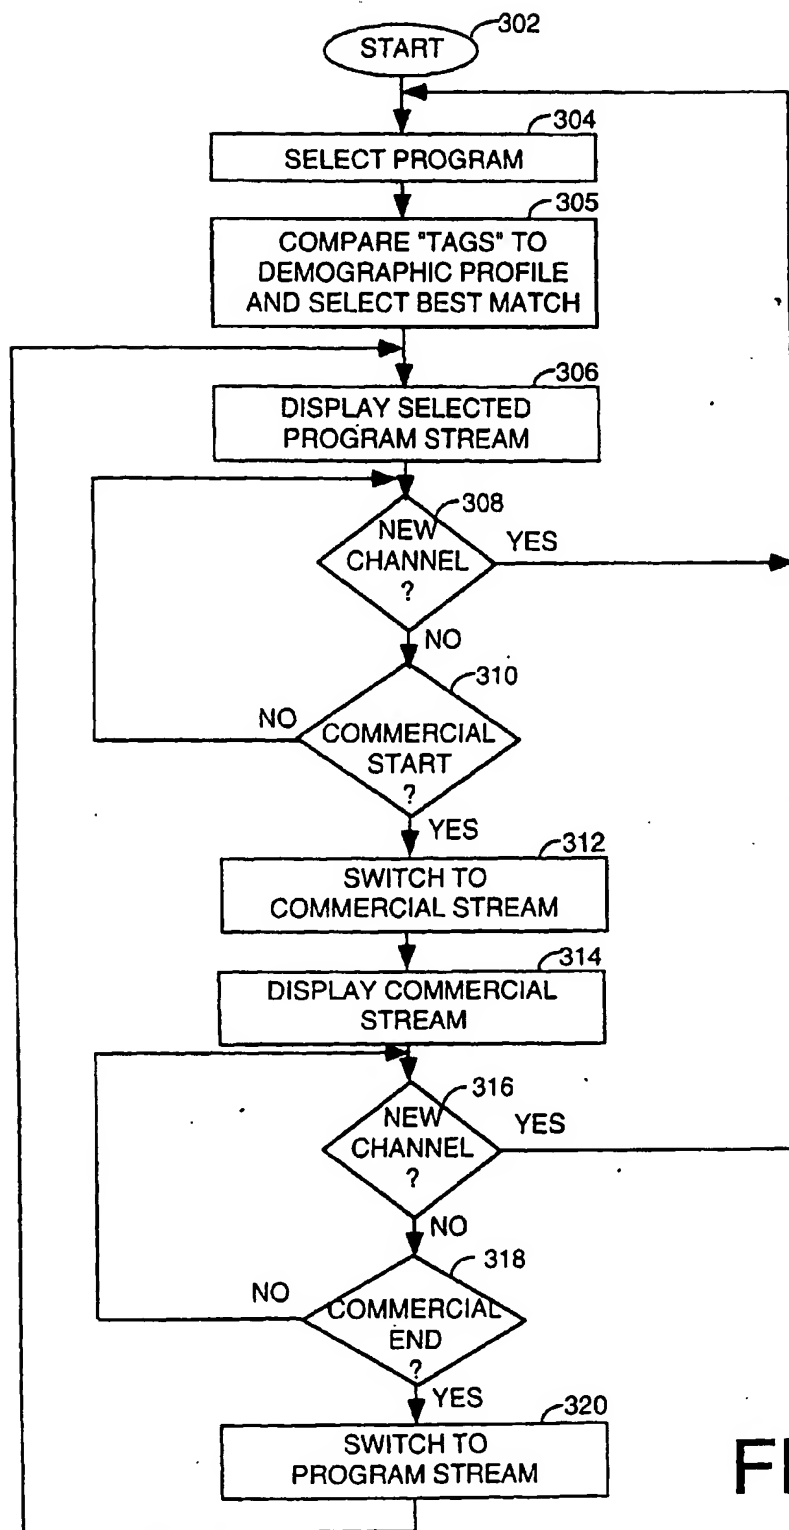 302
START
304
SELECT PROGRAM
305
COMPARE "TAGS" TO
DEMOGRAPHIC PROFILE
AND SELECT BEST MATCH
306
DISPLAY SELECTED
PROGRAM STREAM
308
NEW
CHANNEL
?
YES
NO
310
NO
COMMERCIAL
START
?
YES
312
SWITCH TO
COMMERCIAL STREAM
314
DISPLAY COMMERCIAL
STREAM
316
NEW
CHANNEL
?
YES
NO
318
NO
COMMERCIAL
END
?
YES
320
SWITCH TO
PROGRAM STREAM